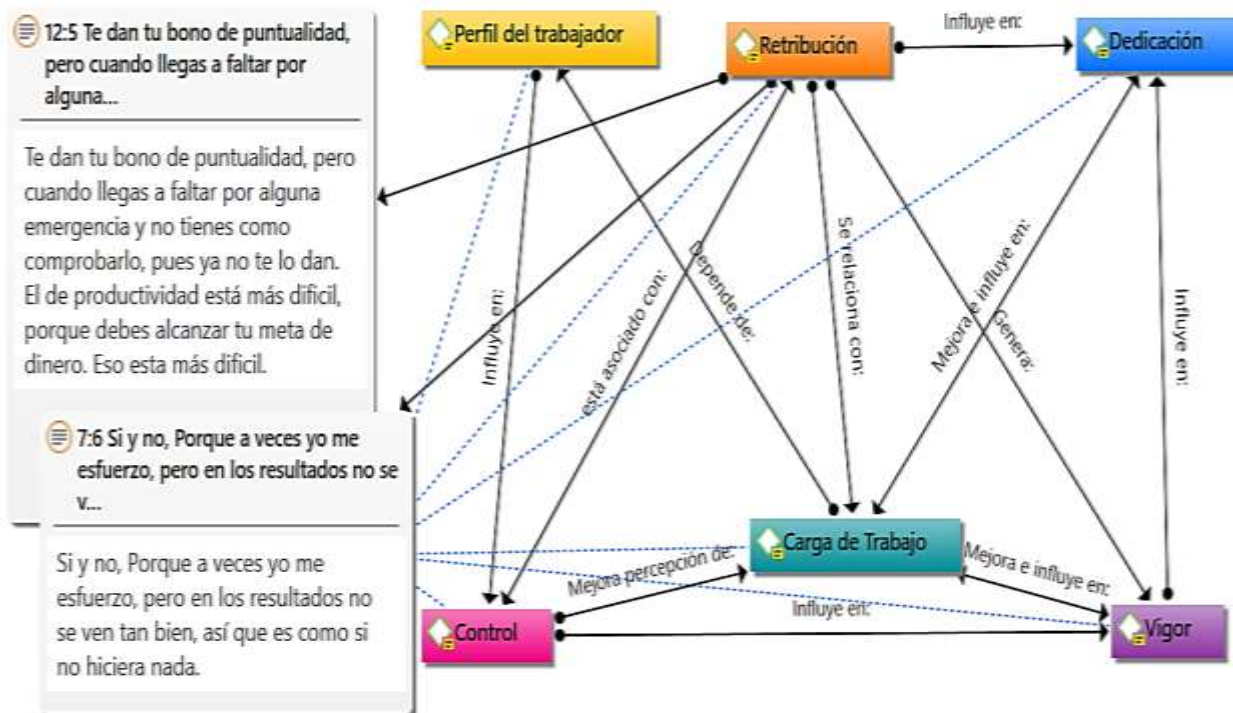 12:5 Te dan tu bono de puntualidad,
pero cuando llegas a faltar por
alguna...
Te dan tu bono de puntualidad, pero
cuando llegas a faltar por alguna
emergencia y no tienes como
comprobarlo, pues ya no te lo dan.
El de productividad está más dificil,
porque debes alcanzar tu meta de
dinero. Eso esta más dificil.
7:6 Si y no, Porque a veces yo me
esfuerzo, pero en los resultados no se
v...
Si y no, Porque a veces yo me
esfuerzo, pero en los resultados no
se ven tan bien, así que es como si
no hiciera nada.
Perfil del trabajador
Retribución
Influye en:
Dedicación
Influye en:
está asociado con:
Depende de:
Se relaciona con:
Mejora e influye en:
Genera:
Influye en:
Carga de Trabajo
Mejora percepción de:
Mejora e influye en:
Influye en:
Control
Vigor